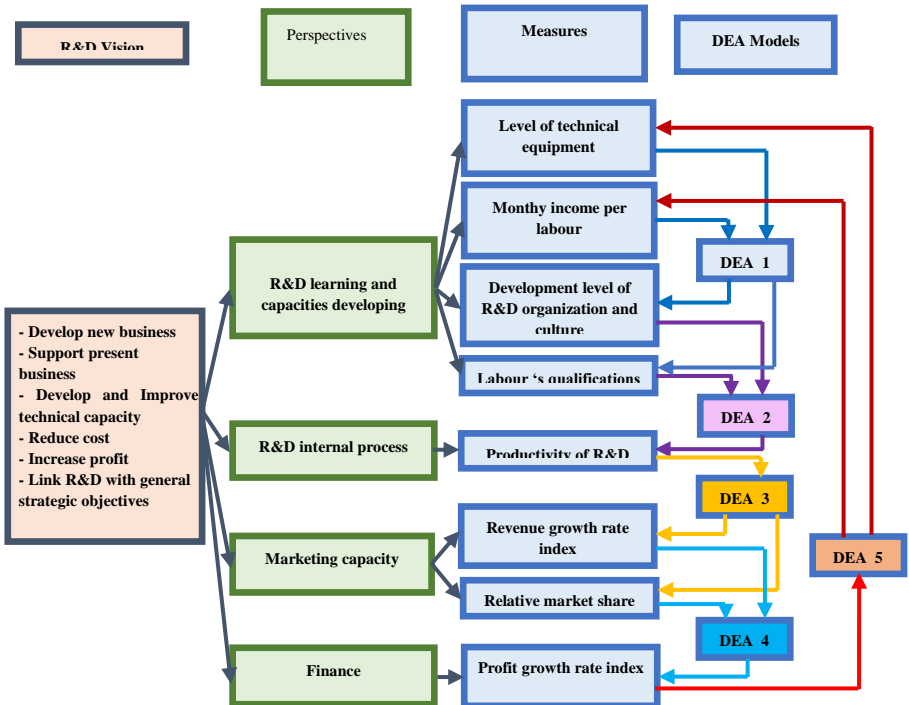 R&D Vision
Perspectives
Measures
DEA Models
- Develop new business
- Support present
business
- Develop and Improve
technical capacity
- Reduce cost
- Increase profit
- Link R&D with general
strategic objectives
R&D learning and
capacities developing
R&D internal process
Marketing capacity
Finance
Level of technical
equipment
Monthy income per
labour
Development level of
R&D organization and
culture
Labour ‘s qualifications
Productivity of R&D
Revenue growth rate
index
Relative market share
Profit growth rate index
DEA 1
DEA 2
DEA 3
DEA 4
DEA 5